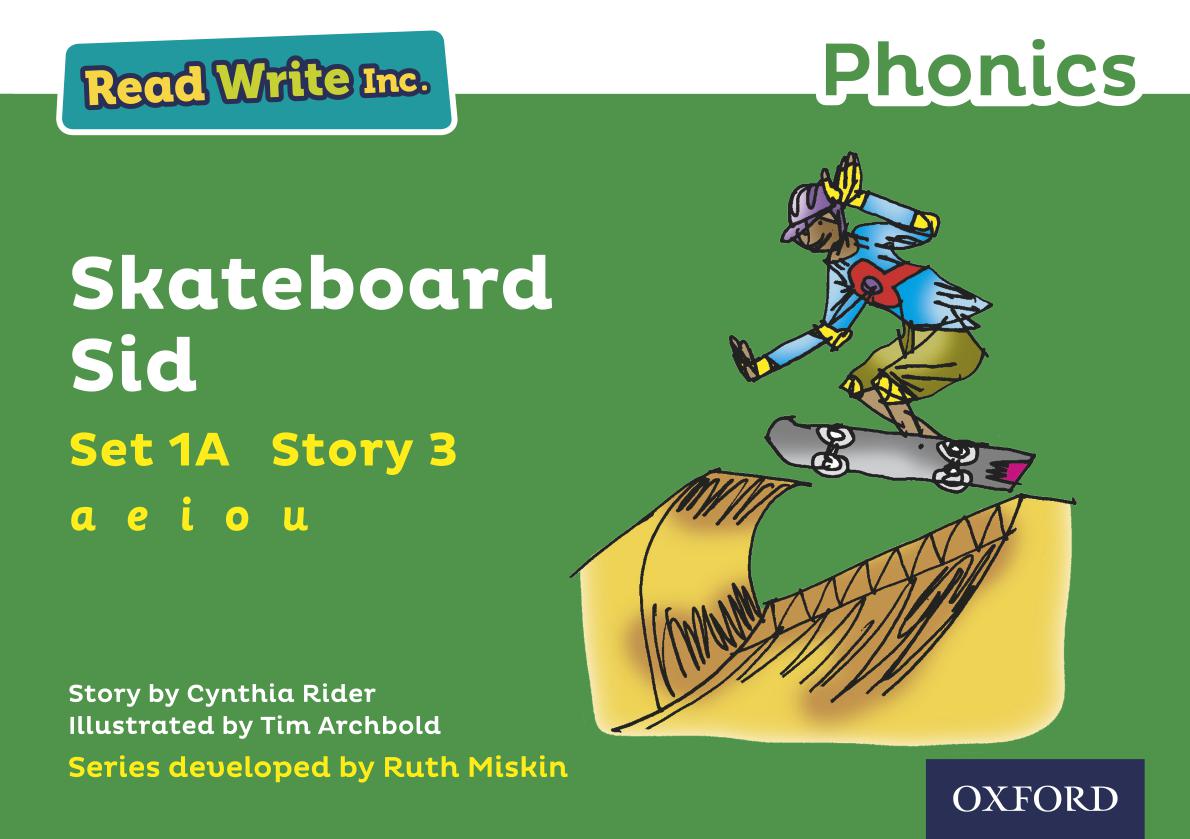 Read Write Inc.
Phonics
Skateboard
Sid
Set 1A Story 3
a e i o u
Story by Cynthia Rider
Illustrated by Tim Archbold
Series developed by Ruth Miskin
OXFORD